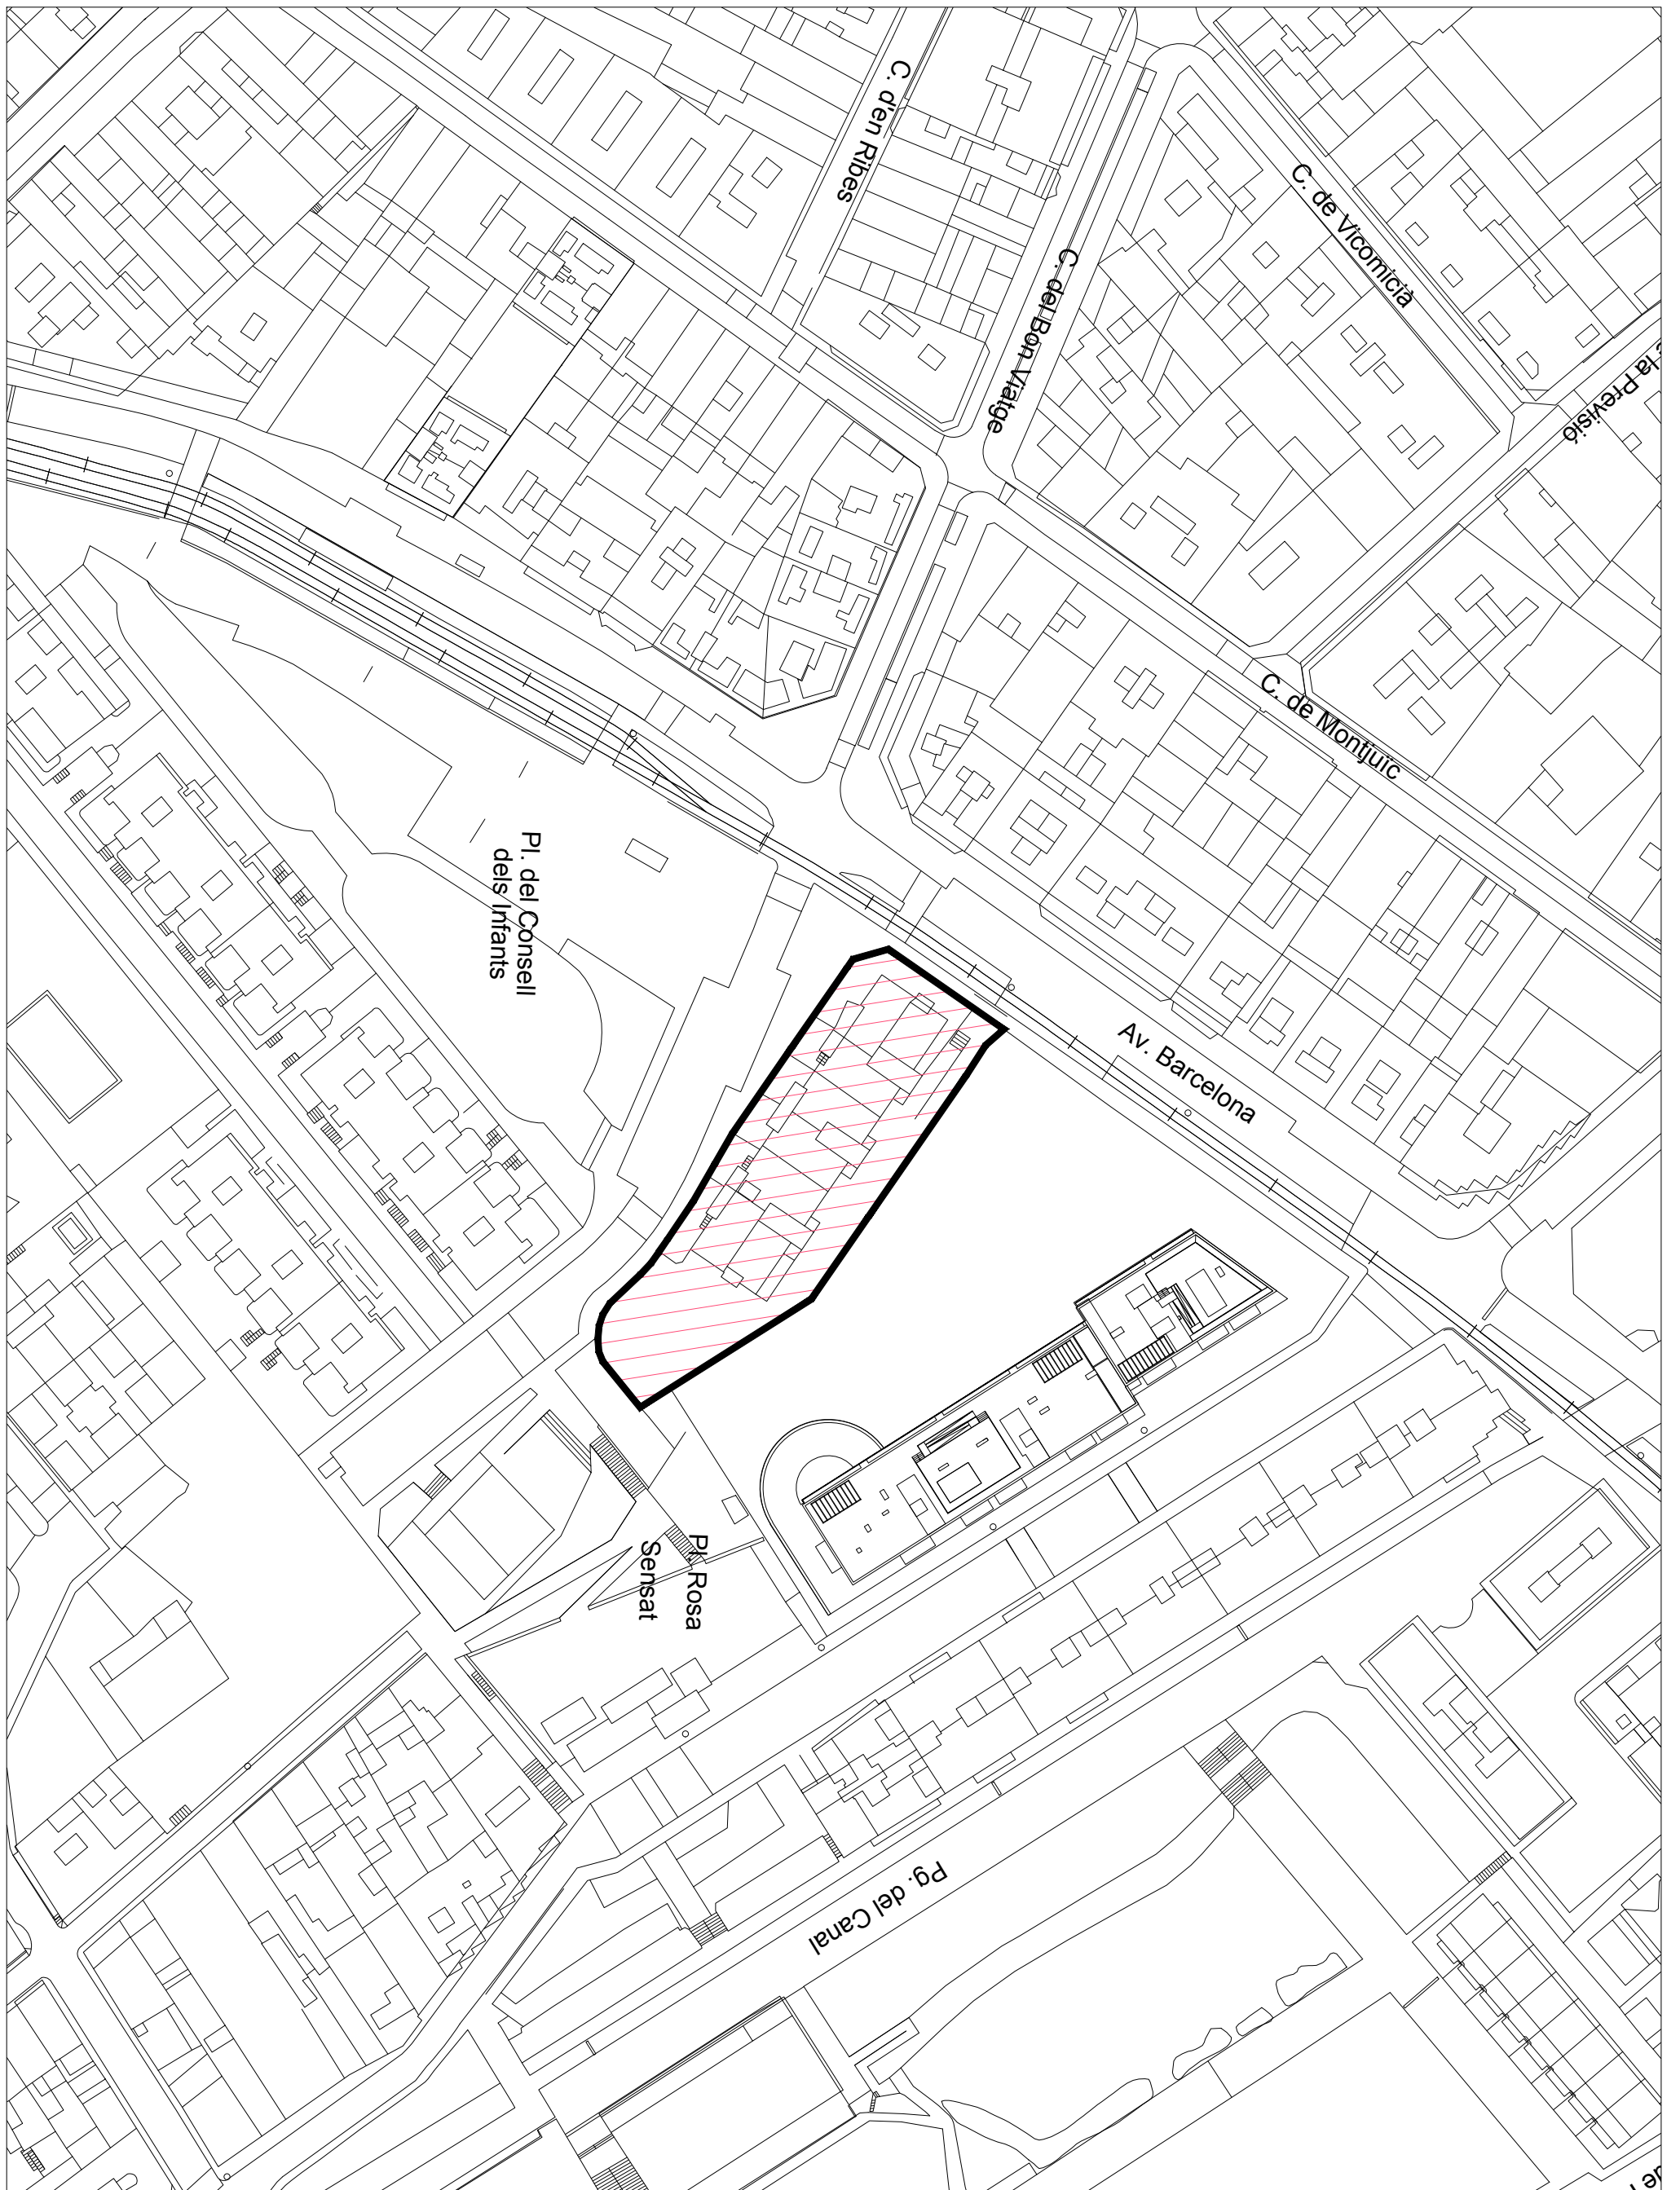 C. d'en Ribes
C. de Vicomicià
C. del Bon Viatge
la Previsió
C. de Montjuïc
Pl. del Consell
dels Infants
Av. Barcelona
Pl. Rosa
Sensat
Pg. del Canal